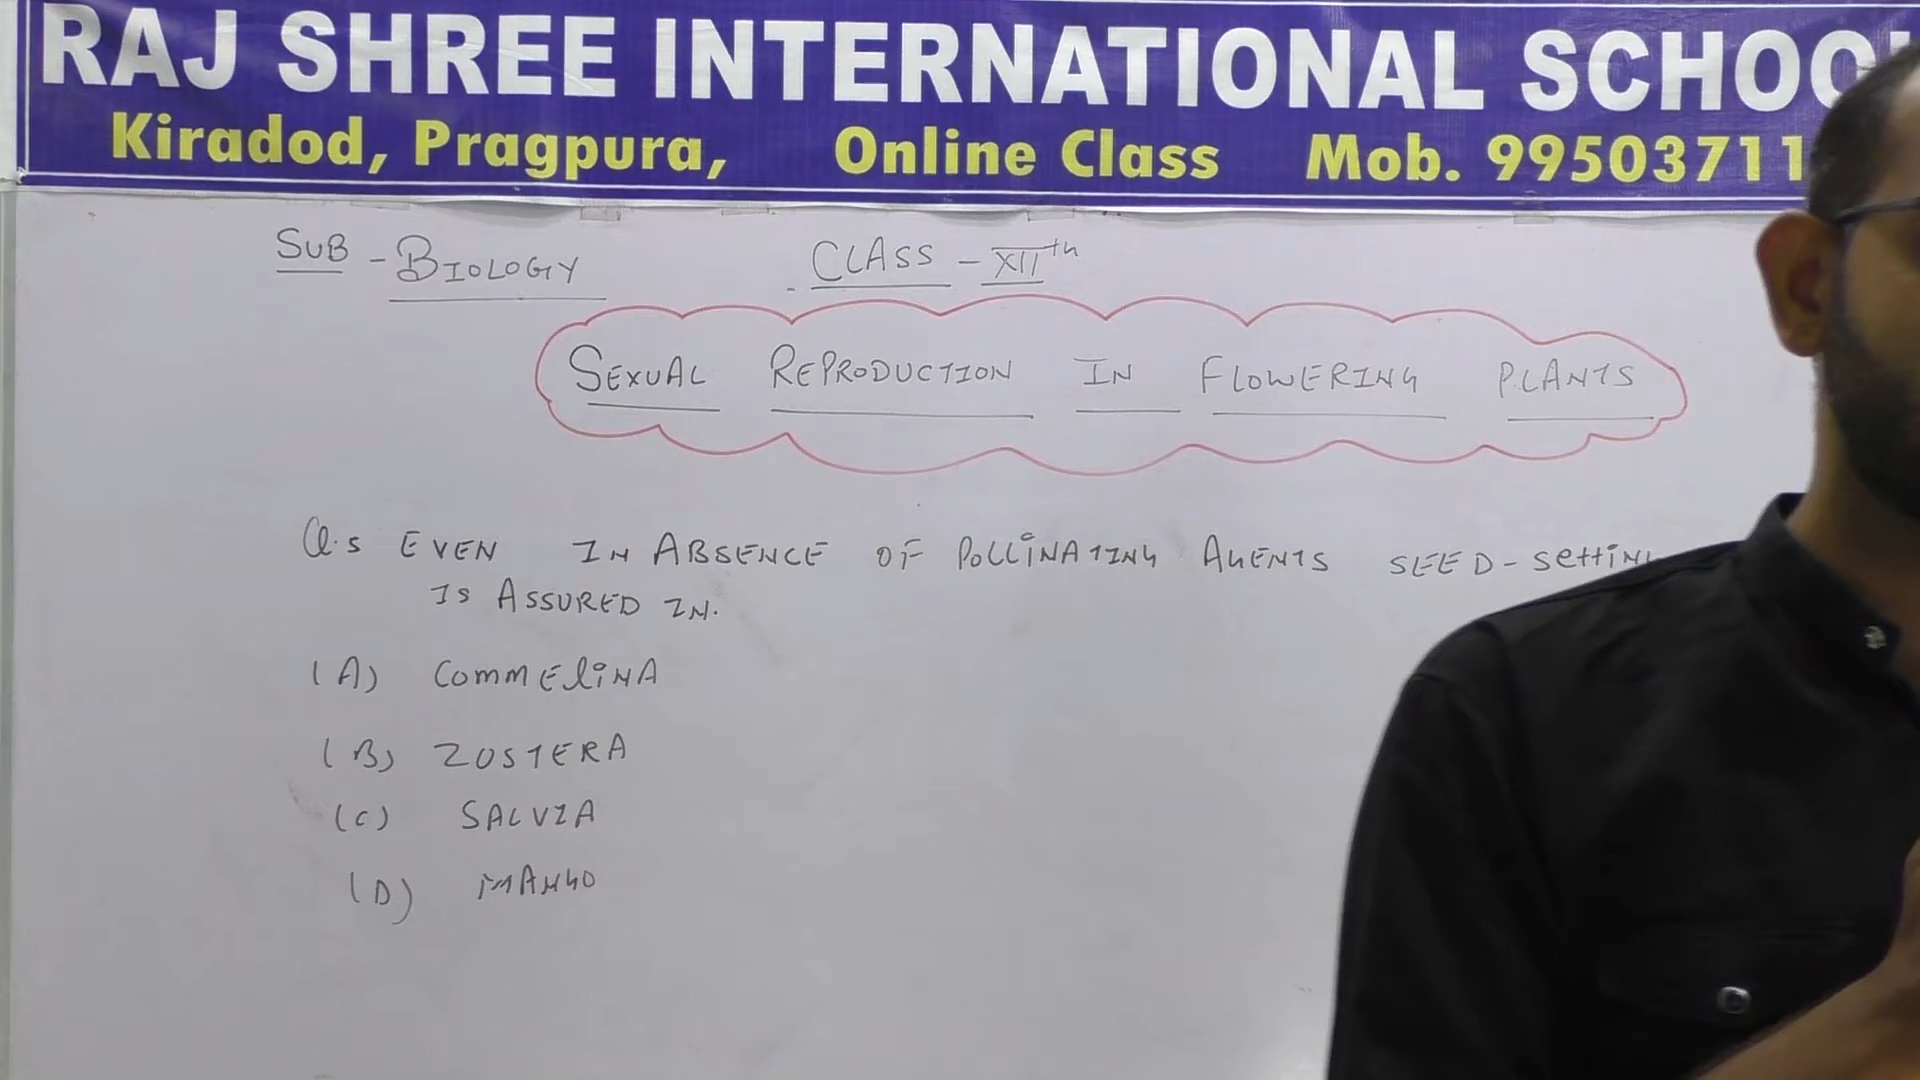 RAJ SHREE INTERNATIONAL SCHOO
Kiradod, Pragpura, Online Class Mob. 99503711
SUB - BIOLOGY CLASS - XIIth
SEXUAL REPRODUCTION IN FLOWERING PLANTS
Q.5 EVEN IN ABSENCE OF POLLINATING AGENTS SEED-SETTIN
IS ASSURED IN.
(A) COMMELINA
(B) ZOSTERA
(C) SALVIA
(D) MANGO